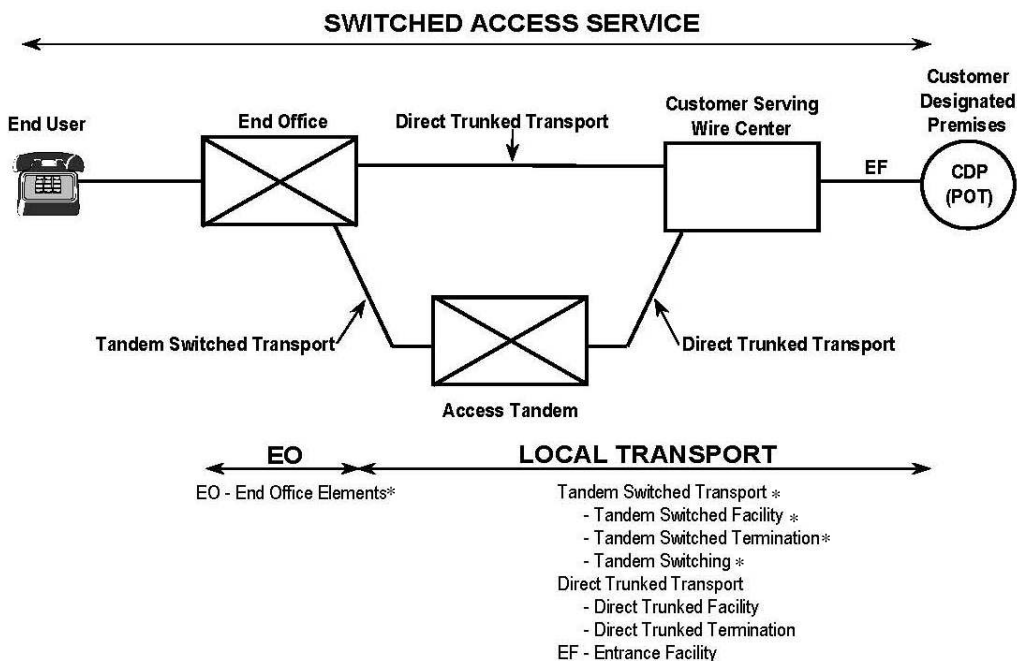 SWITCHED ACCESS SERVICE
End User
End Office
Direct Trunked Transport
Customer Serving
Wire Center
Customer
Designated
Premises
EF
CDP
(POT)
Tandem Switched Transport
Direct Trunked Transport
Access Tandem
EO
LOCAL TRANSPORT
EO - End Office Elements*
Tandem Switched Transport *
- Tandem Switched Facility *
- Tandem Switched Termination*
- Tandem Switching *
Direct Trunked Transport
- Direct Trunked Facility
- Direct Trunked Termination
EF - Entrance Facility